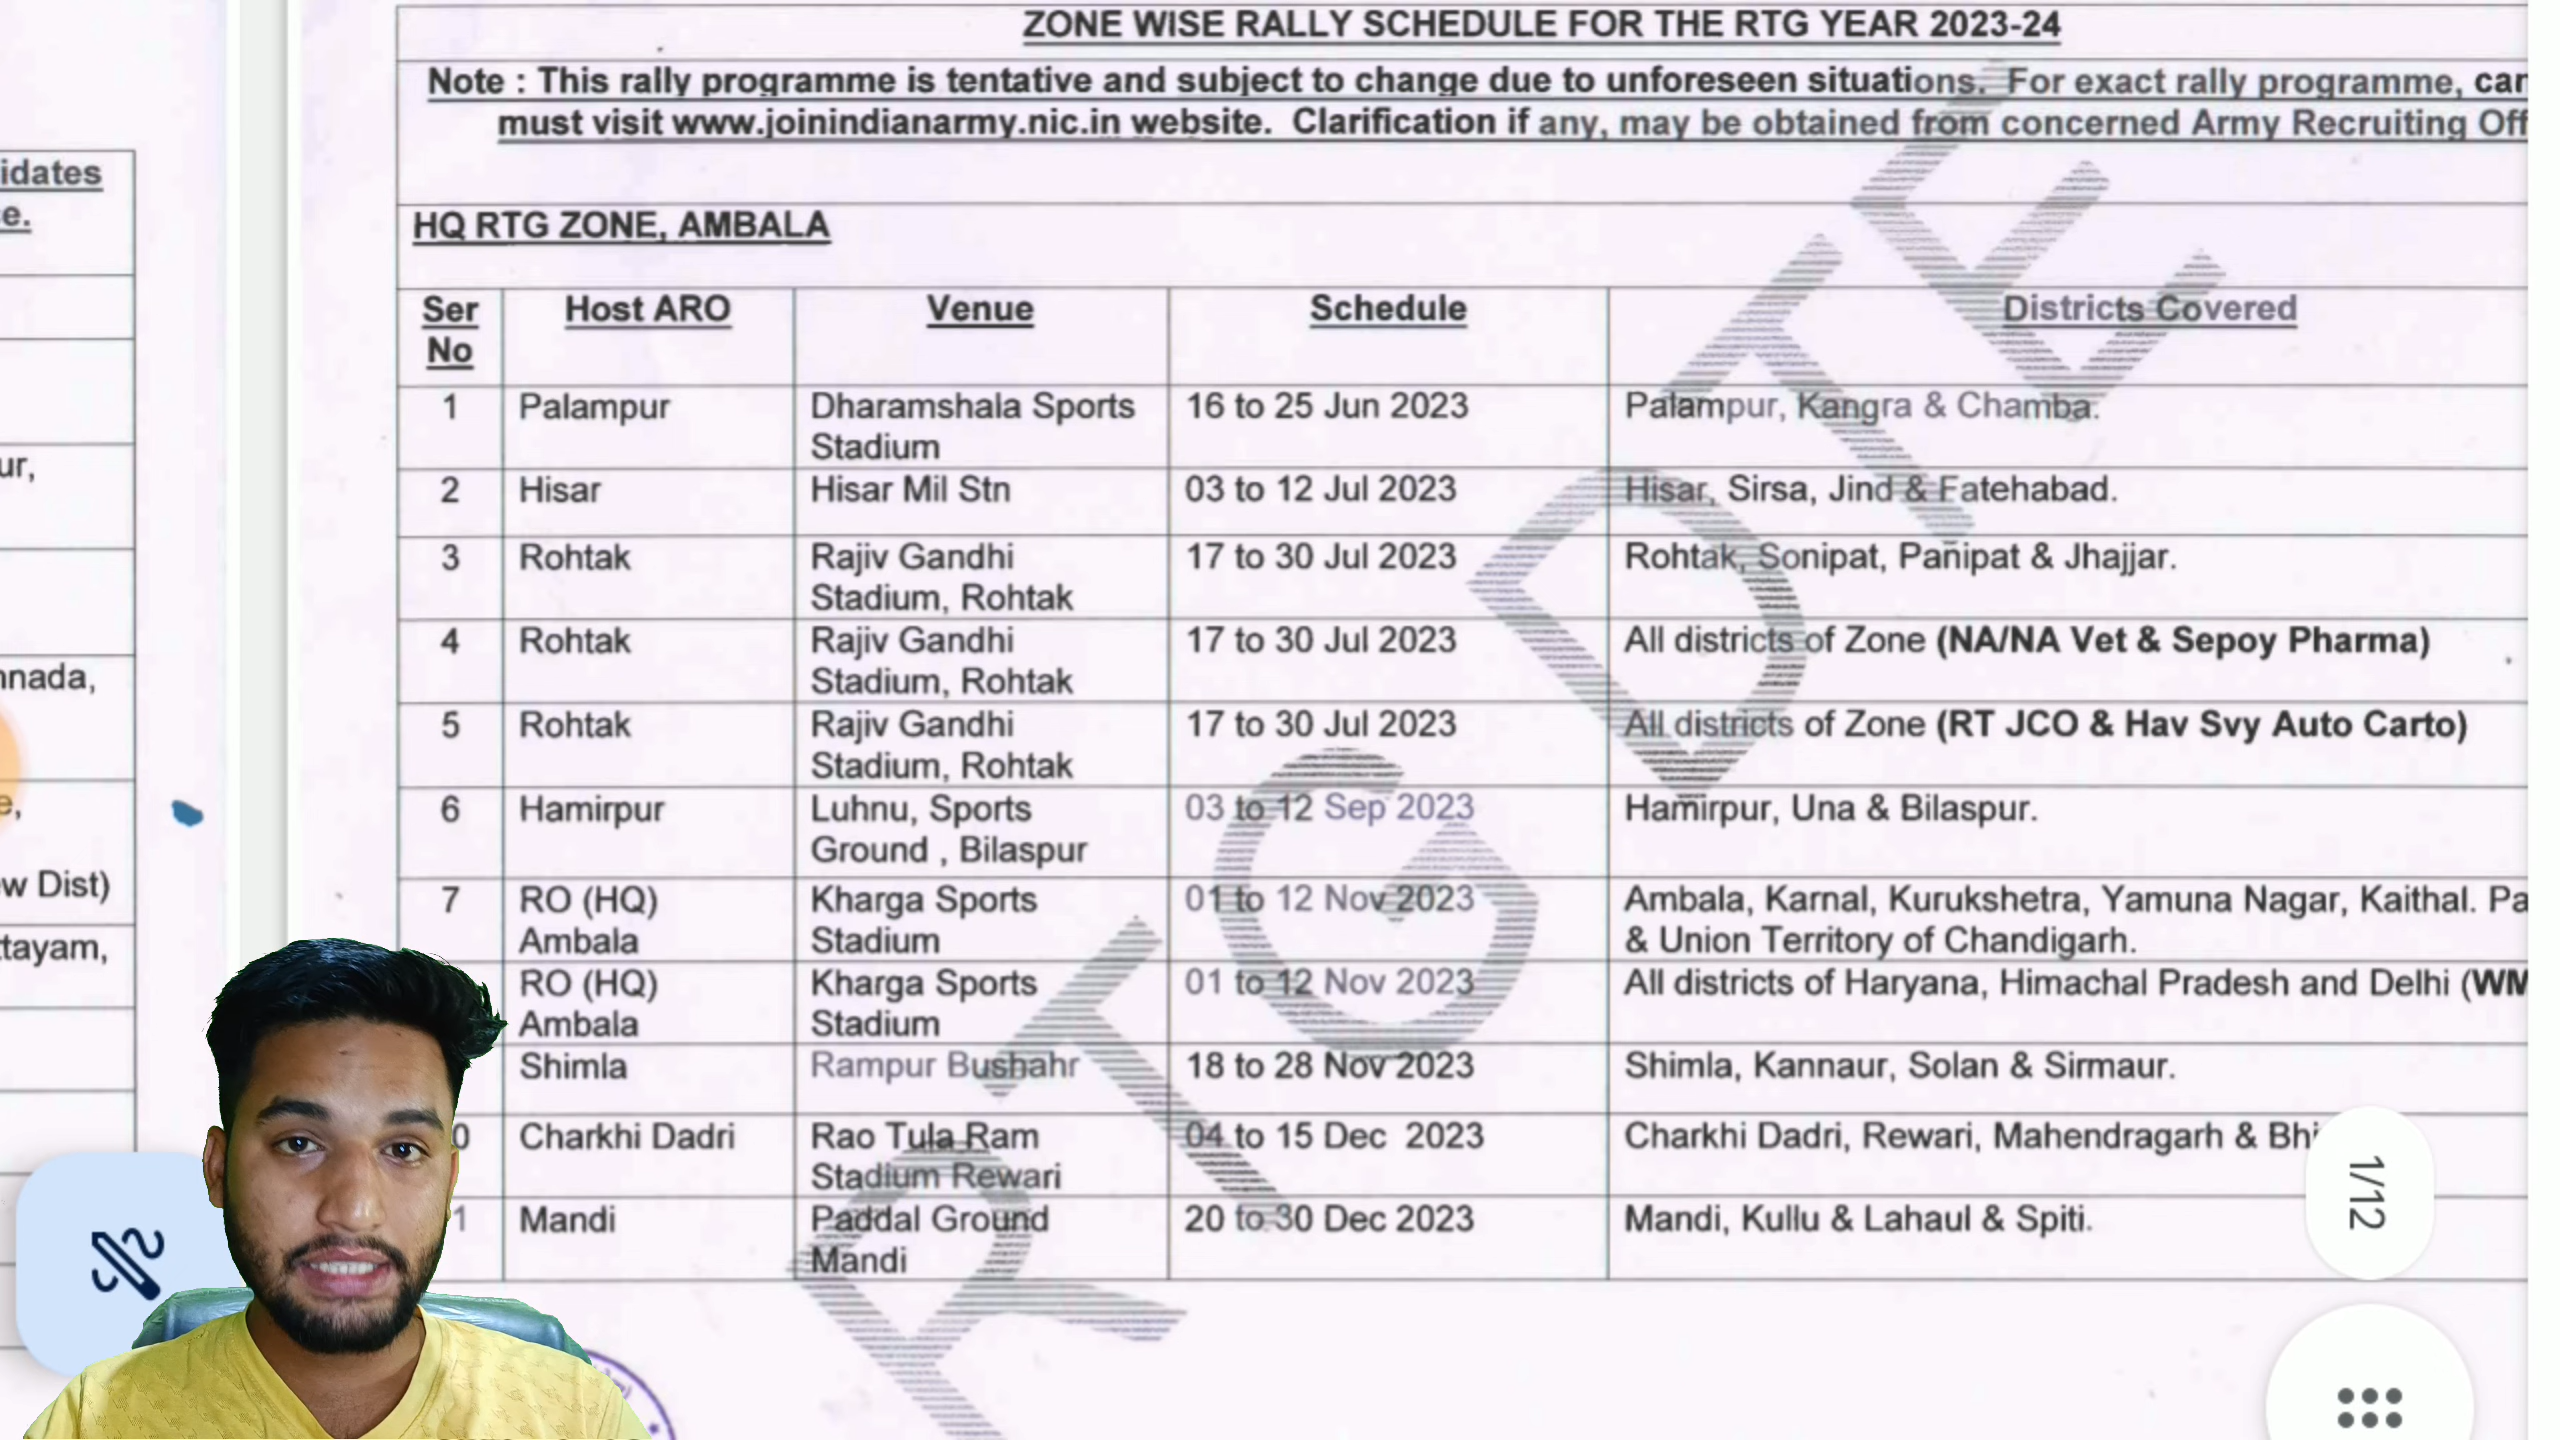 ZONE WISE RALLY SCHEDULE FOR THE RTG YEAR 2023-24
Note : This rally programme is tentative and subject to change due to unforeseen situations. For exact rally programme, can
must visit www.joinindianarmy.nic.in website. Clarification if any, may be obtained from concerned Army Recruiting Off
idates
e.
ur,
nnada,
e,
w Dist)
ttayam,
HQ RTG ZONE, AMBALA
Ser No Host ARO Venue Schedule Districts Covered
1 Palampur Dharamshala Sports Stadium 16 to 25 Jun 2023 Palampur, Kangra & Chamba.
2 Hisar Hisar Mil Stn 03 to 12 Jul 2023 Hisar, Sirsa, Jind & Fatehabad.
3 Rohtak Rajiv Gandhi Stadium, Rohtak 17 to 30 Jul 2023 Rohtak, Sonipat, Panipat & Jhajjar.
4 Rohtak Rajiv Gandhi Stadium, Rohtak 17 to 30 Jul 2023 All districts of Zone (NA/NA Vet & Sepoy Pharma)
5 Rohtak Rajiv Gandhi Stadium, Rohtak 17 to 30 Jul 2023 All districts of Zone (RT JCO & Hav Svy Auto Carto)
6 Hamirpur Luhnu, Sports Ground , Bilaspur 03 to 12 Sep 2023 Hamirpur, Una & Bilaspur.
7 RO (HQ) Ambala Kharga Sports Stadium 01 to 12 Nov 2023 Ambala, Karnal, Kurukshetra, Yamuna Nagar, Kaithal. Pa & Union Territory of Chandigarh.
RO (HQ) Ambala Kharga Sports Stadium 01 to 12 Nov 2023 All districts of Haryana, Himachal Pradesh and Delhi (WM
Shimla Rampur Bushahr 18 to 28 Nov 2023 Shimla, Kannaur, Solan & Sirmaur.
0 Charkhi Dadri Rao Tula Ram Stadium Rewari 04 to 15 Dec 2023 Charkhi Dadri, Rewari, Mahendragarh & Bhi
1 Mandi Paddal Ground Mandi 20 to 30 Dec 2023 Mandi, Kullu & Lahaul & Spiti.
RTG DTE
1/12